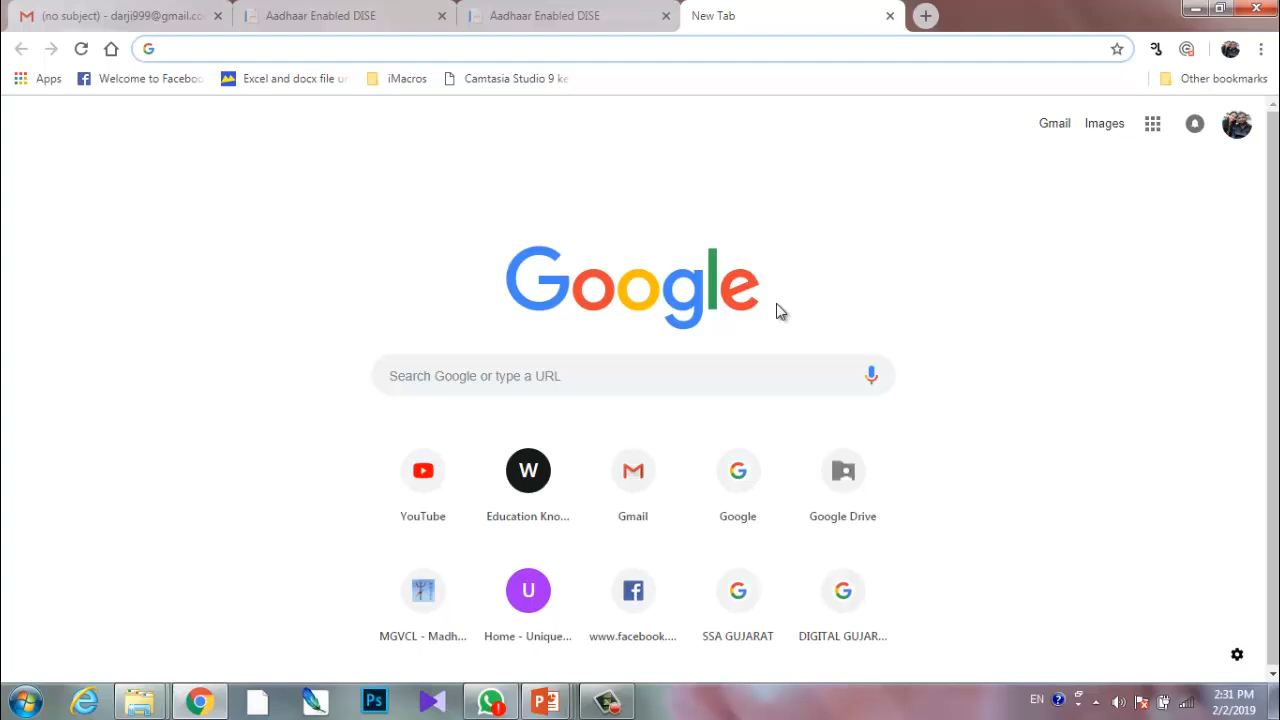 (no subject) - darji999@gmail.co
Aadhaar Enabled DISE
Aadhaar Enabled DISE
New Tab
Apps
Welcome to Facebo
Excel and docx file u
iMacros
Camtasia Studio 9 ke
Other bookmarks
Gmail
Images
Google
Search Google or type a URL
W
YouTube
Education Kno...
Gmail
Google
Google Drive
U
MGVCL - Madh...
Home - Unique...
www.facebook....
SSA GUJARAT
DIGITAL GUJAR...
Ps
EN
2:31 PM
2/2/2019